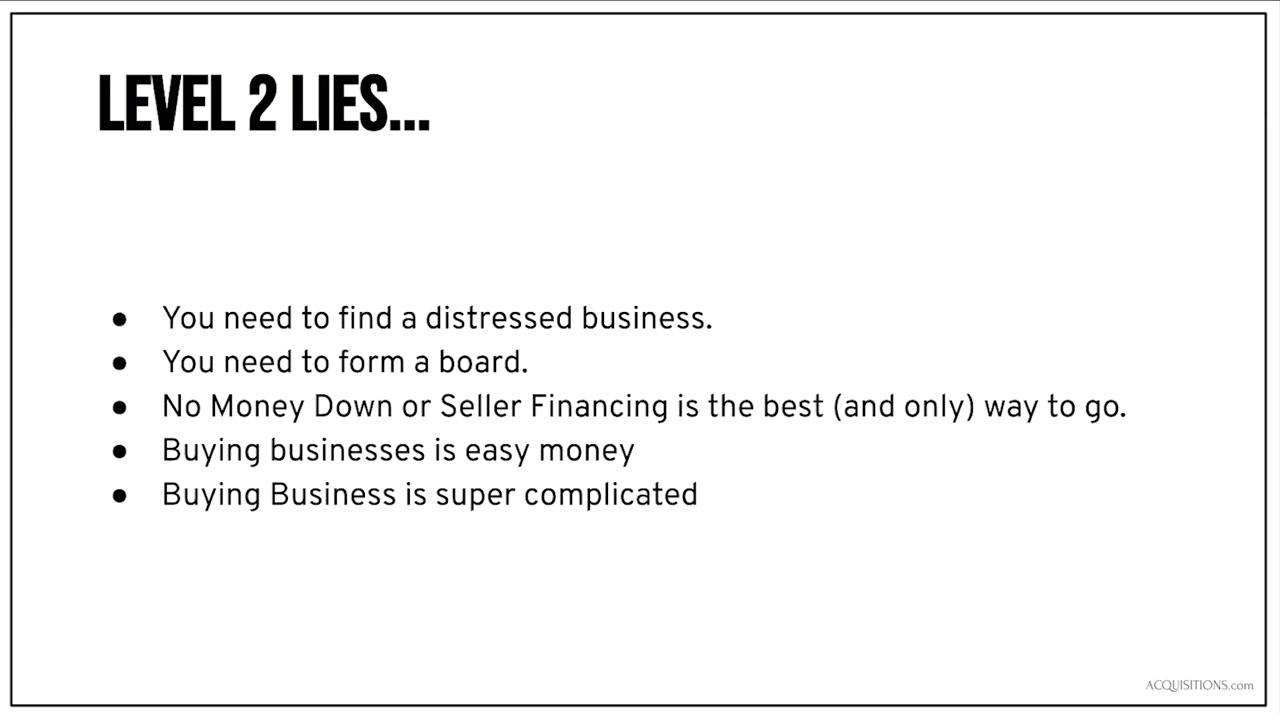 LEVEL 2 LIES...
● You need to find a distressed business.
● You need to form a board.
● No Money Down or Seller Financing is the best (and only) way to go.
● Buying businesses is easy money
● Buying Business is super complicated
ACQUISITIONS.com